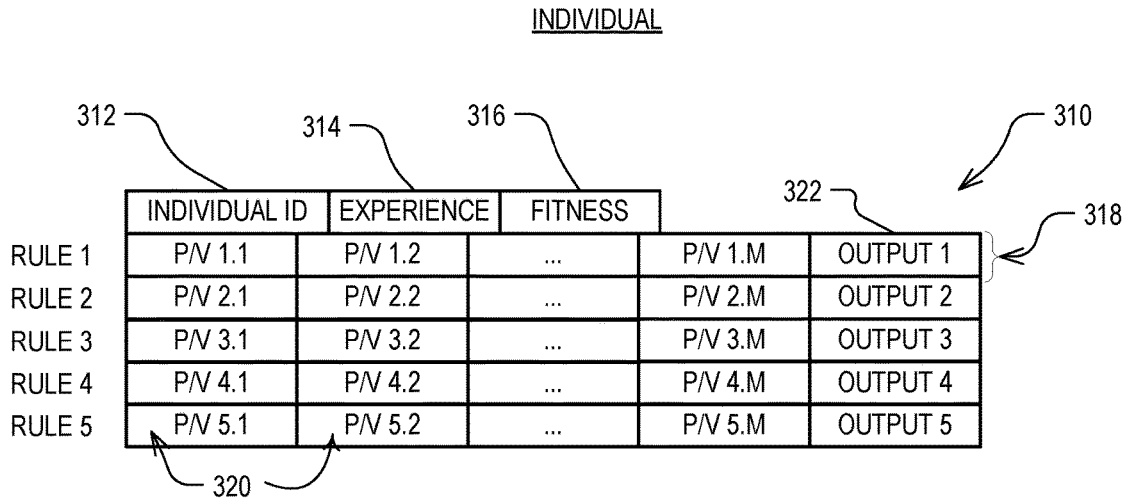 INDIVIDUAL
312
314
316
310
322
318
INDIVIDUAL ID EXPERIENCE FITNESS
RULE 1 P/V 1.1 P/V 1.2 ... P/V 1.M OUTPUT 1
RULE 2 P/V 2.1 P/V 2.2 ... P/V 2.M OUTPUT 2
RULE 3 P/V 3.1 P/V 3.2 ... P/V 3.M OUTPUT 3
RULE 4 P/V 4.1 P/V 4.2 ... P/V 4.M OUTPUT 4
RULE 5 P/V 5.1 P/V 5.2 ... P/V 5.M OUTPUT 5
320